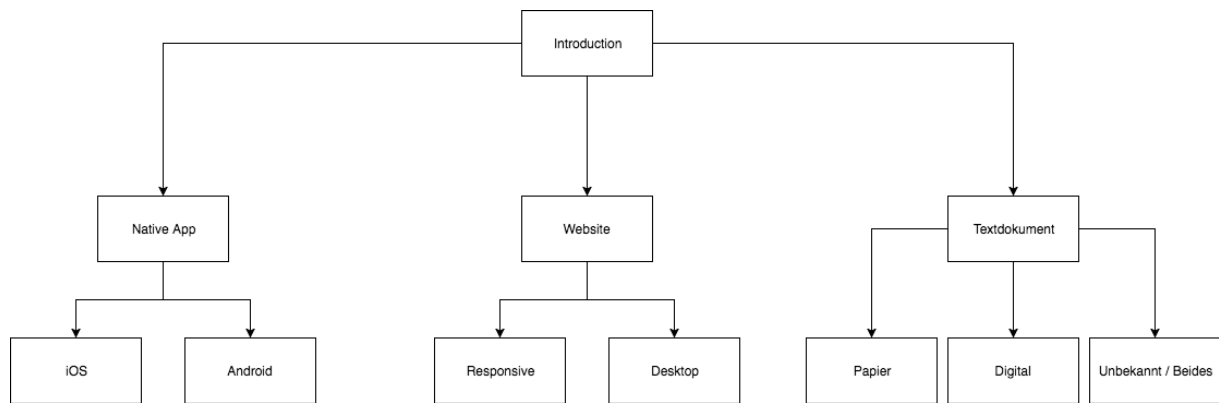 Introduction
Native App
Website
Textdokument
iOS
Android
Responsive
Desktop
Papier
Digital
Unbekannt / Beides